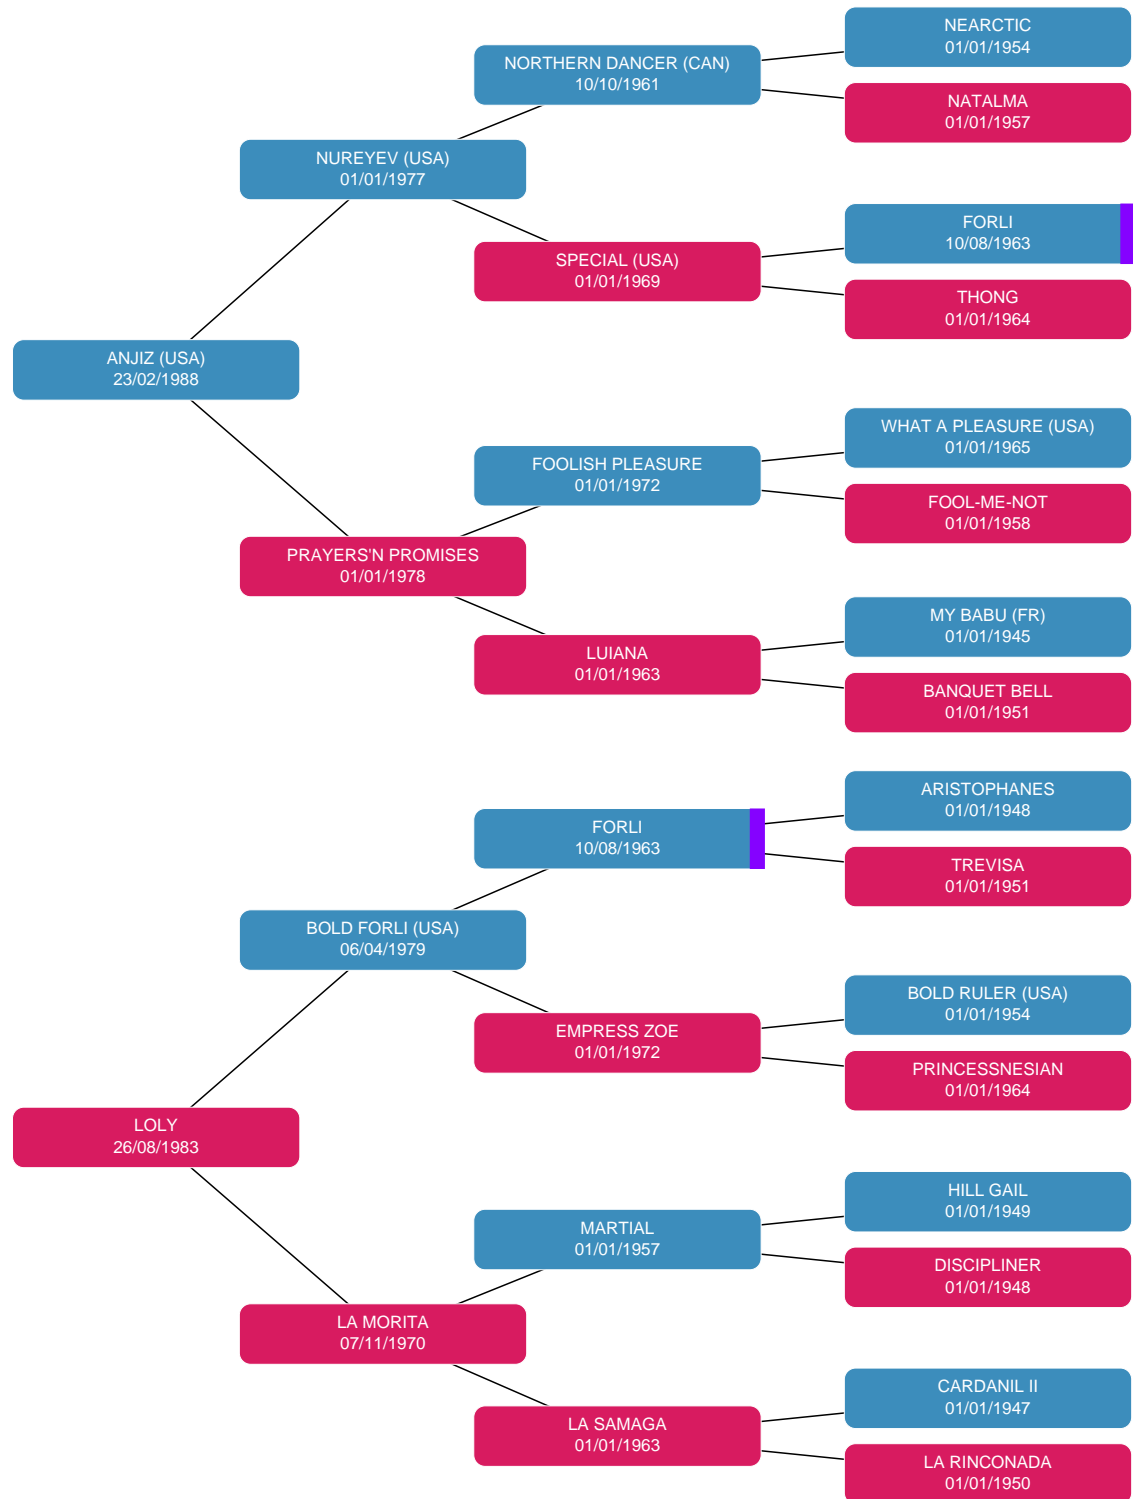 NEARCTIC
01/01/1954
NORTHERN DANCER (CAN)
10/10/1961
NATALMA
01/01/1957
NUREYEV (USA)
01/01/1977
FORLI
10/08/1963
SPECIAL (USA)
01/01/1969
THONG
01/01/1964
ANJIZ (USA)
23/02/1988
WHAT A PLEASURE (USA)
01/01/1965
FOOLISH PLEASURE
01/01/1972
FOOL-ME-NOT
01/01/1958
PRAYERS'N PROMISES
01/01/1978
MY BABU (FR)
01/01/1945
LUIANA
01/01/1963
BANQUET BELL
01/01/1951
ARISTOPHANES
01/01/1948
FORLI
10/08/1963
TREVISA
01/01/1951
BOLD FORLI (USA)
06/04/1979
BOLD RULER (USA)
01/01/1954
EMPRESS ZOE
01/01/1972
PRINCESSNESIAN
01/01/1964
LOLY
26/08/1983
HILL GAIL
01/01/1949
MARTIAL
01/01/1957
DISCIPLINER
01/01/1948
LA MORITA
07/11/1970
CARDANIL II
01/01/1947
LA SAMAGA
01/01/1963
LA RINCONADA
01/01/1950